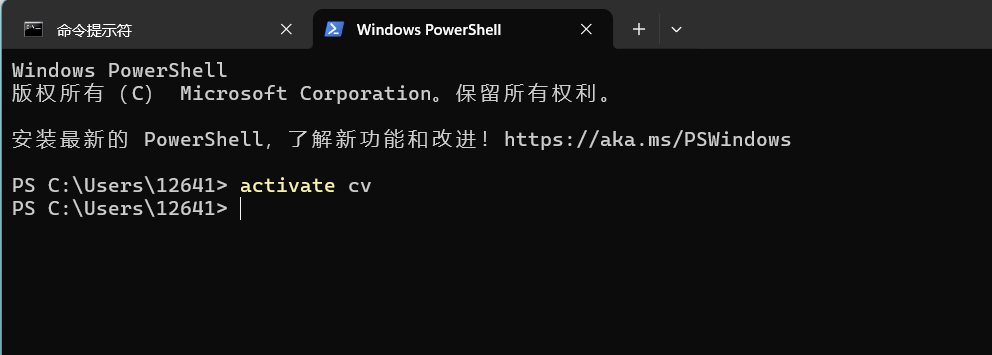 命令提示符
Windows PowerShell
Windows PowerShell
版权所有（C） Microsoft Corporation。保留所有权利。
安装最新的 PowerShell，了解新功能和改进！https://aka.ms/PSWindows
PS C:\Users\12641> activate cv
PS C:\Users\12641>